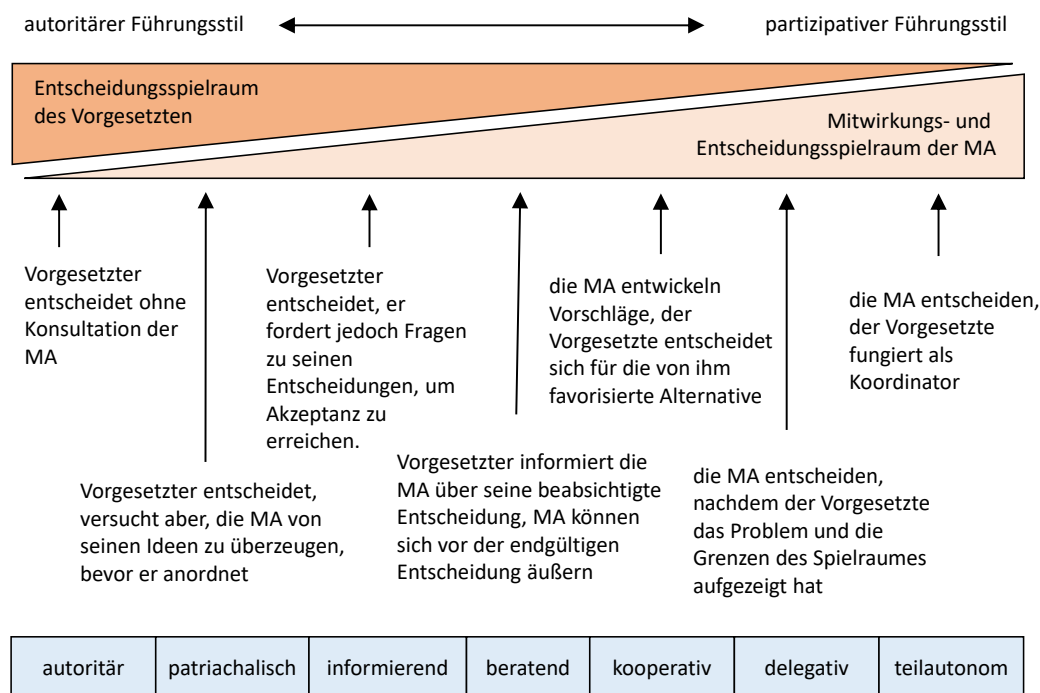 autoritärer Führungsstil
partizipativer Führungsstil
Entscheidungsspielraum
des Vorgesetzten
Mitwirkungs- und
Entscheidungsspielraum der MA
Vorgesetzter
entscheidet ohne
Konsultation der
MA
Vorgesetzter
entscheidet, er
fordert jedoch Fragen
zu seinen
Entscheidungen, um
Akzeptanz zu
erreichen.
die MA entwickeln
Vorschläge, der
Vorgesetzte entscheidet
sich für die von ihm
favorisierte Alternative
die MA entscheiden,
der Vorgesetzte
fungiert als
Koordinator
Vorgesetzter entscheidet,
versucht aber, die MA von
seinen Ideen zu überzeugen,
bevor er anordnet
Vorgesetzter informiert die
MA über seine beabsichtigte
Entscheidung, MA können
sich vor der endgültigen
Entscheidung äußern
die MA entscheiden,
nachdem der Vorgesetzte
das Problem und die
Grenzen des Spielraumes
aufgezeigt hat
autoritär
patriachalisch
informierend
beratend
kooperativ
delegativ
teilautonom